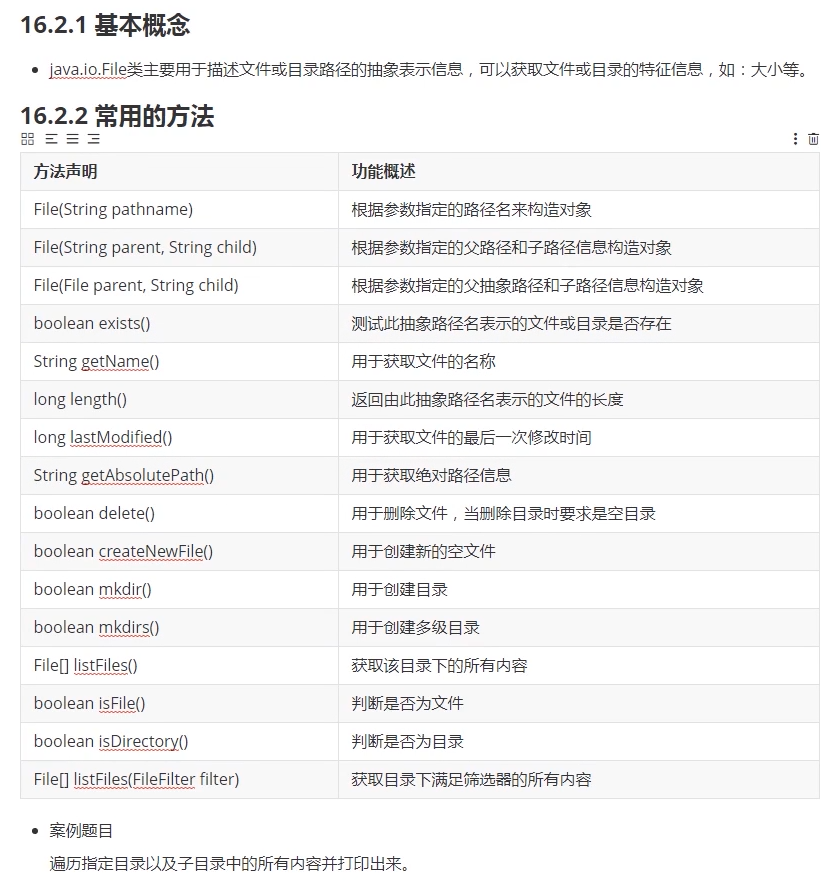 16.2.1 基本概念
java.io.File类主要用于描述文件或目录路径的抽象表示信息，可以获取文件或目录的特征信息，如：大小等。
16.2.2 常用的方法
方法声明 功能概述
File(String pathname) 根据参数指定的路径名来构造对象
File(String parent, String child) 根据参数指定的父路径和子路径信息构造对象
File(File parent, String child) 根据参数指定的父抽象路径和子路径信息构造对象
boolean exists() 测试此抽象路径名表示的文件或目录是否存在
String getName() 用于获取文件的名称
long length() 返回由此抽象路径名表示的文件的长度
long lastModified() 用于获取文件的最后一次修改时间
String getAbsolutePath() 用于获取绝对路径信息
boolean delete() 用于删除文件，当删除目录时要求是空目录
boolean createNewFile() 用于创建新的空文件
boolean mkdir() 用于创建目录
boolean mkdirs() 用于创建多级目录
File[] listFiles() 获取该目录下的所有内容
boolean isFile() 判断是否为文件
boolean isDirectory() 判断是否为目录
File[] listFiles(FileFilter filter) 获取目录下满足筛选器的所有内容
案例题目
遍历指定目录以及子目录中的所有内容并打印出来。